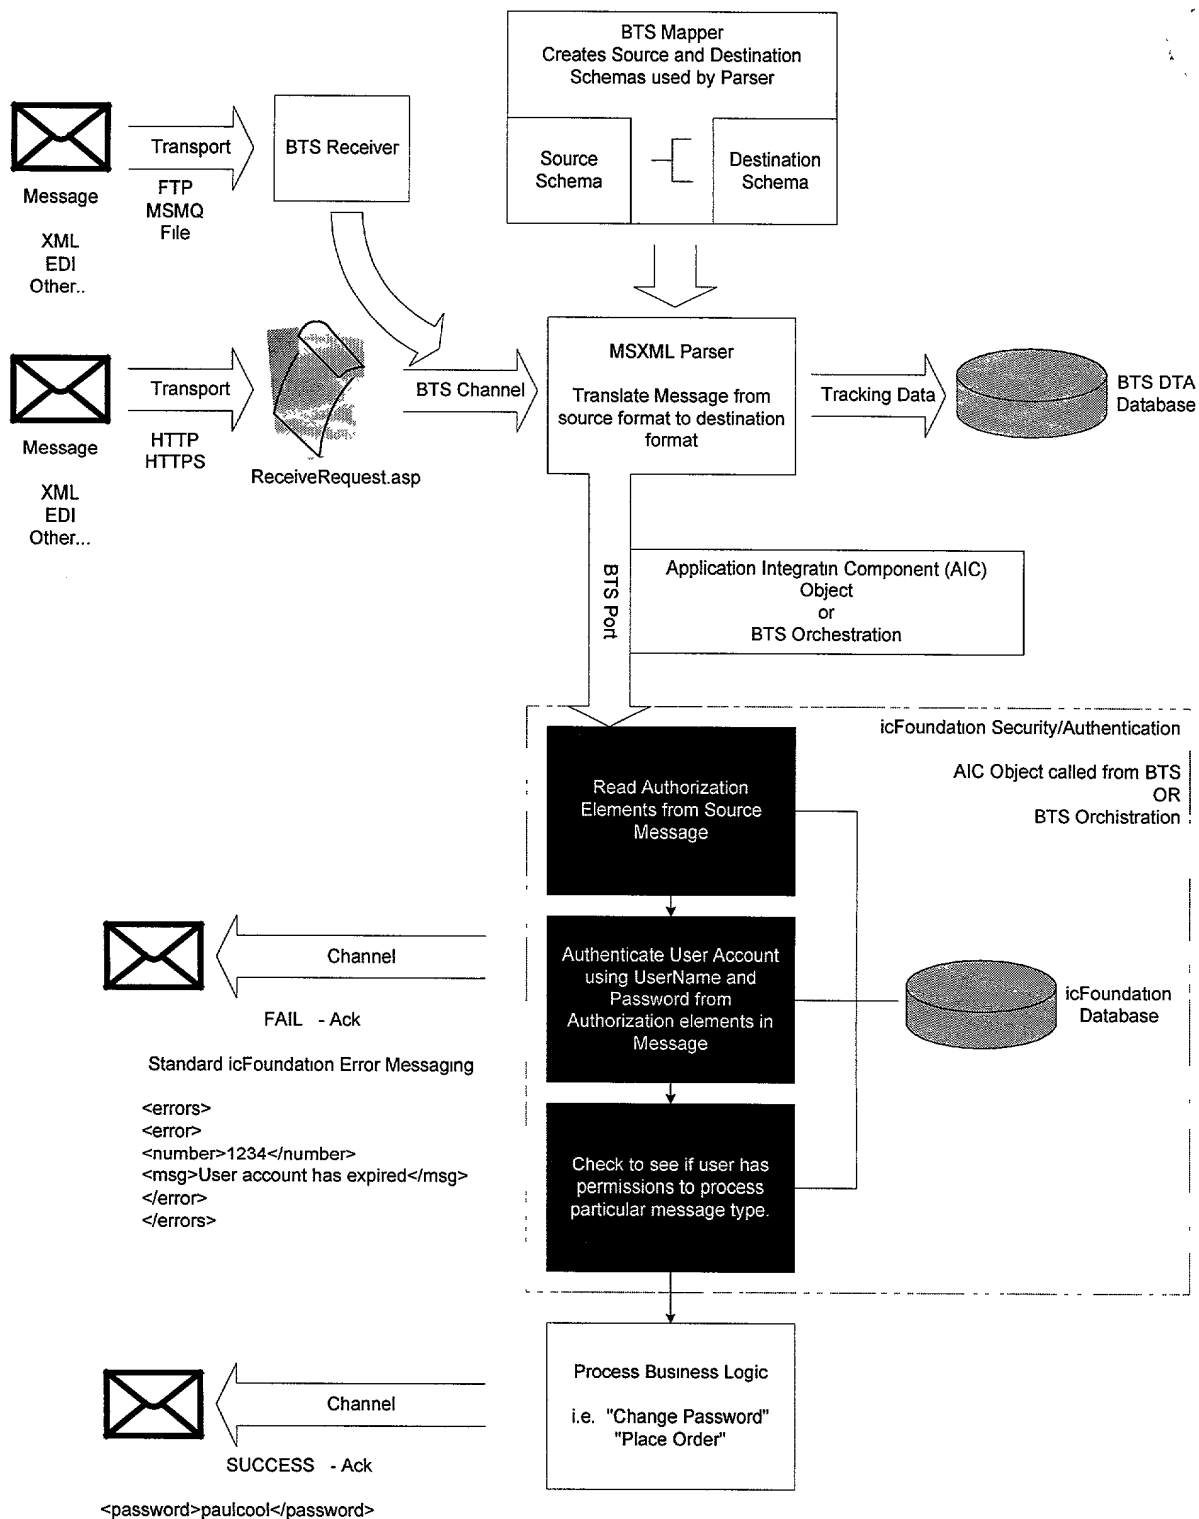 BTS Mapper
Creates Source and Destination
Schemas used by Parser
Source
Schema
Destination
Schema
Transport
BTS Receiver
Message
FTP
MSMQ
File
XML
EDI
Other..
Transport
BTS Channel
MSXML Parser
Translate Message from
source format to destination
format
Tracking Data
BTS DTA
Database
Message
HTTP
HTTPS
ReceiveRequest.asp
XML
EDI
Other...
BTS Port
Application Integratin Component (AIC)
Object
or
BTS Orchestration
icFoundation Security/Authentication
AIC Object called from BTS
OR
BTS Orchistration
Read Authorization
Elements from Source
Message
Channel
Authenticate User Account
using UserName and
Password from
Authorization elements in
Message
icFoundation
Database
FAIL - Ack
Standard icFoundation Error Messaging
<errors>
<error>
<number>1234</number>
<msg>User account has expired</msg>
</error>
</errors>
Check to see if user has
permissions to process
particular message type.
Process Business Logic
i.e. "Change Password"
"Place Order"
Channel
SUCCESS - Ack
<password>paulcool</password>